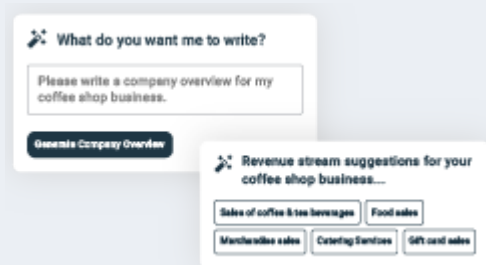 What do you want me to write?
Please write a company overview for my
coffee shop business.
Generate Company Overview
Revenue stream suggestions for your
coffee shop business...
Sales of coffee & tea beverages
Food sales
Merchandise sales
Catering Services
Gift card sales